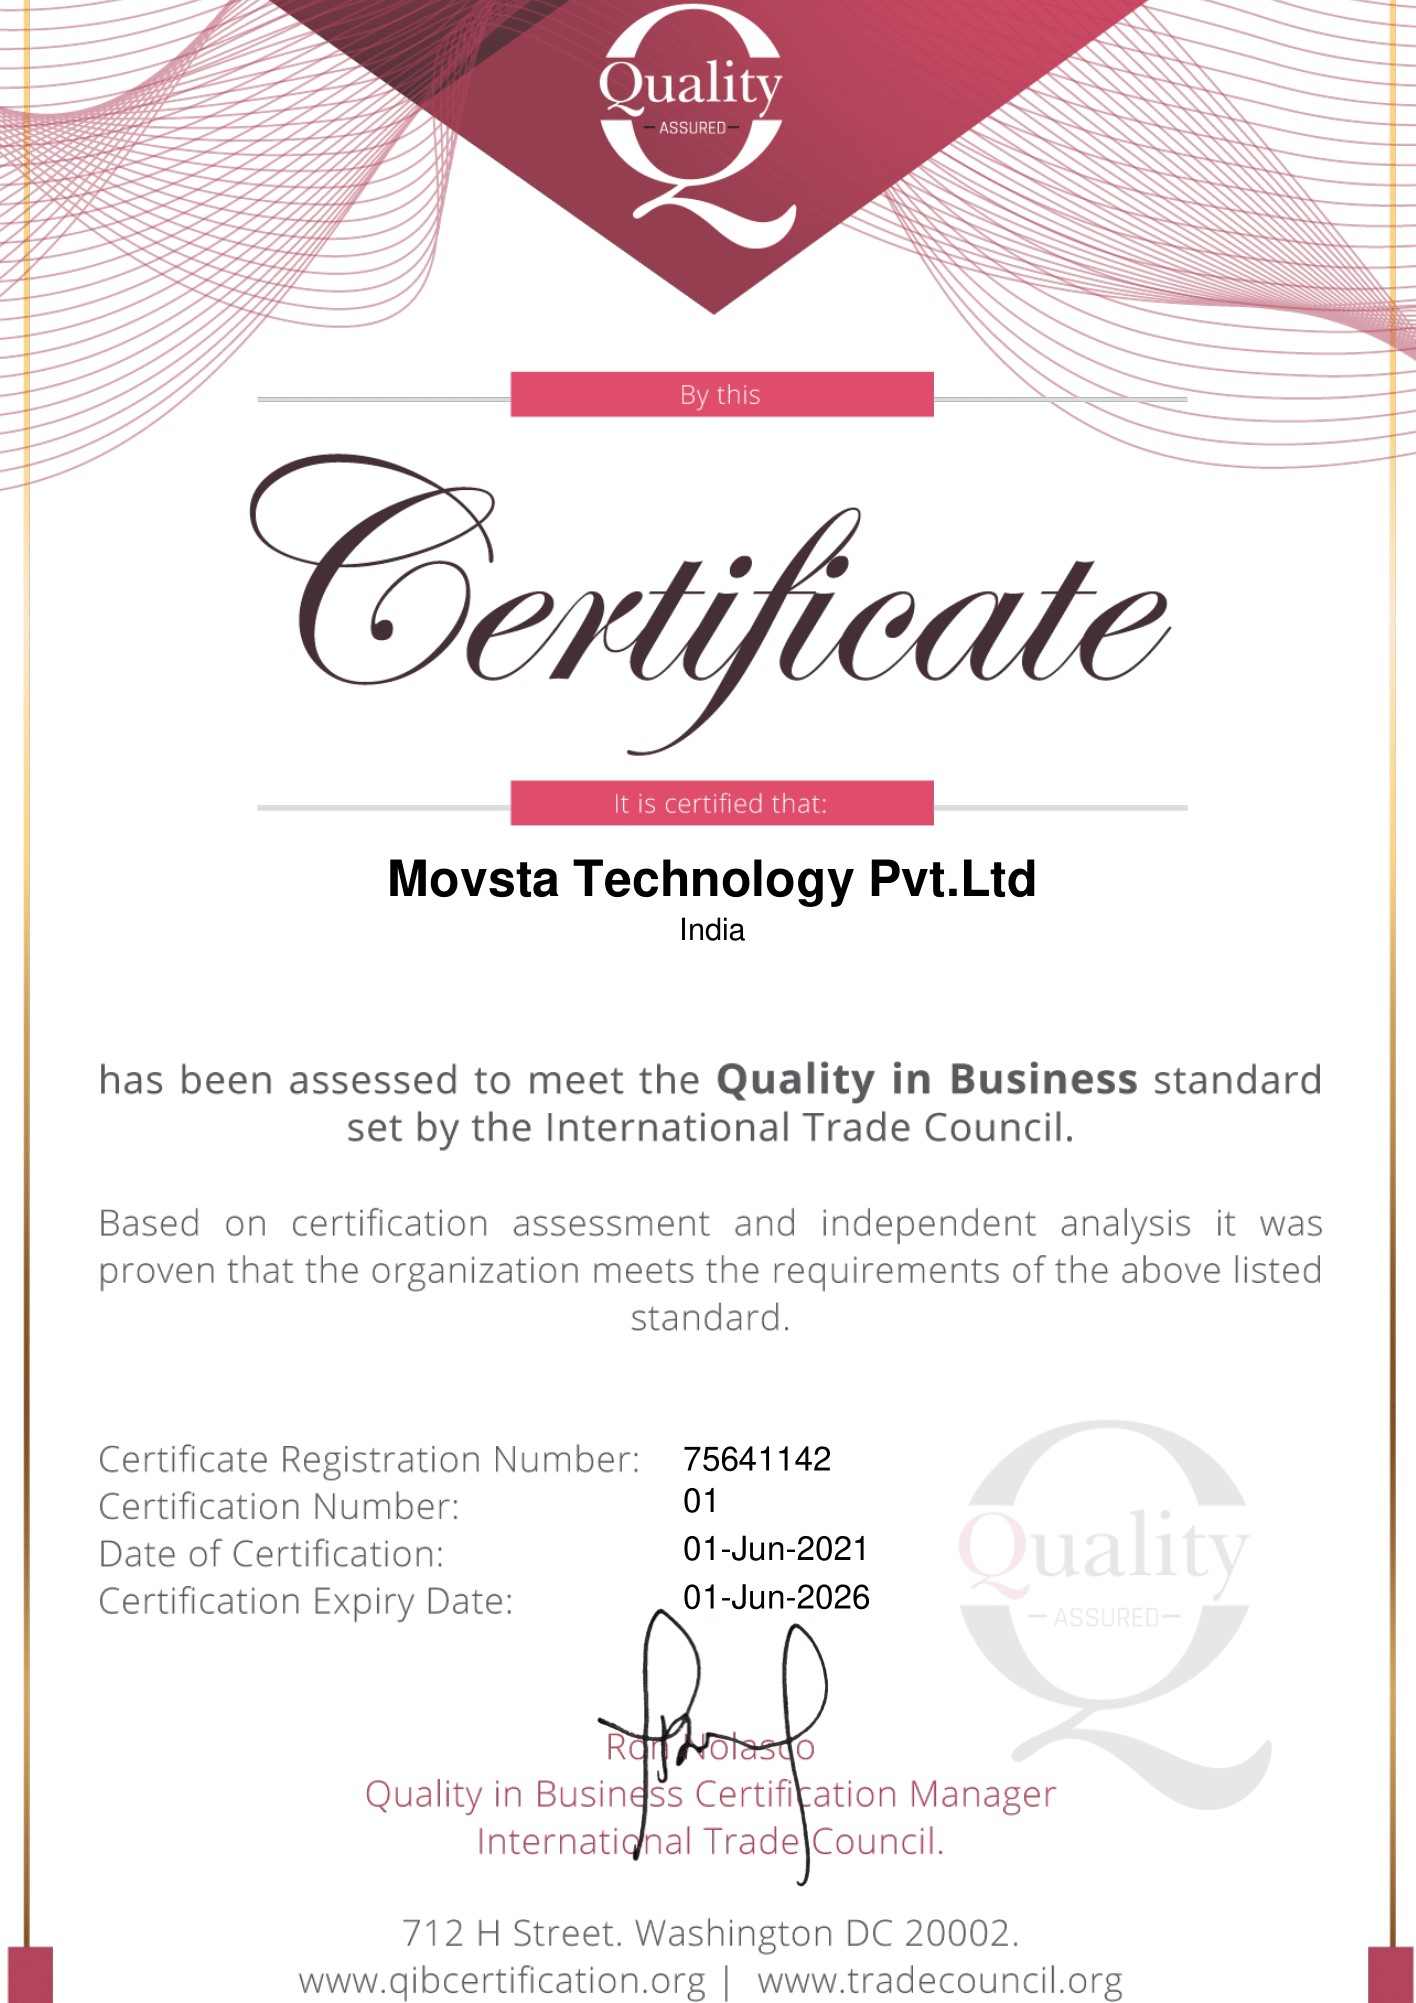 Quality
ASSURED
By this
Certificate
It is certified that:
Movsta Technology Pvt.Ltd
India
has been assessed to meet the Quality in Business standard
set by the International Trade Council.
Based on certification assessment and independent analysis it was
proven that the organization meets the requirements of the above listed
standard.
Certificate Registration Number: 75641142
Certification Number: 01
Date of Certification: 01-Jun-2021
Certification Expiry Date: 01-Jun-2026
Quality
ASSURED
Ron Nolasco
Quality in Business Certification Manager
International Trade Council.
712 H Street. Washington DC 20002.
www.qibcertification.org | www.tradecouncil.org